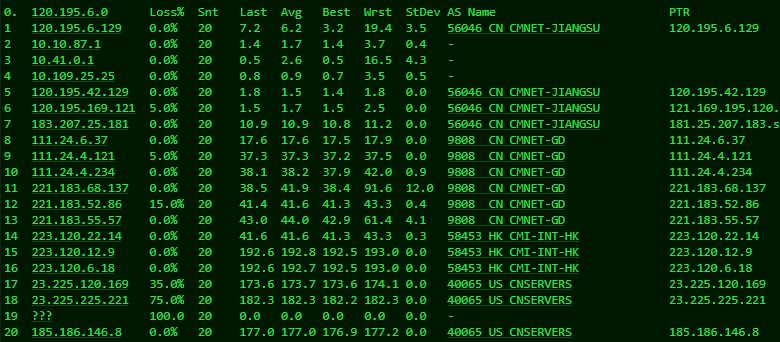 0. 120.195.6.0 Loss% Snt Last Avg Best Wrst StDev AS Name PTR
1 120.195.6.129 0.0% 20 7.2 6.2 3.2 19.4 3.5 56046 CN CMNET-JIANGSU 120.195.6.129
2 10.10.87.1 0.0% 20 1.4 1.7 1.4 3.7 0.4 -
3 10.41.0.1 0.0% 20 0.5 2.6 0.5 16.5 4.3 -
4 10.109.25.25 0.0% 20 0.8 0.9 0.7 3.5 0.5 -
5 120.195.42.129 0.0% 20 1.8 1.5 1.4 1.8 0.0 56046 CN CMNET-JIANGSU 120.195.42.129
6 120.195.169.121 5.0% 20 1.5 1.7 1.5 2.5 0.0 56046 CN CMNET-JIANGSU 121.169.195.120.
7 183.207.25.181 0.0% 20 10.9 10.9 10.8 11.2 0.0 56046 CN CMNET-JIANGSU 181.25.207.183.s
8 111.24.6.37 0.0% 20 17.6 17.6 17.5 17.9 0.0 9808 CN CMNET-GD 111.24.6.37
9 111.24.4.121 5.0% 20 37.3 37.3 37.2 37.5 0.0 9808 CN CMNET-GD 111.24.4.121
10 111.24.4.234 0.0% 20 38.1 38.2 37.9 42.0 0.9 9808 CN CMNET-GD 111.24.4.234
11 221.183.68.137 0.0% 20 38.5 41.9 38.4 91.6 12.0 9808 CN CMNET-GD 221.183.68.137
12 221.183.52.86 15.0% 20 41.4 41.6 41.3 43.3 0.4 9808 CN CMNET-GD 221.183.52.86
13 221.183.55.57 0.0% 20 43.0 44.0 42.9 61.4 4.1 9808 CN CMNET-GD 221.183.55.57
14 223.120.22.14 0.0% 20 41.6 41.6 41.3 43.3 0.3 58453 HK CMI-INT-HK 223.120.22.14
15 223.120.12.9 0.0% 20 192.6 192.8 192.5 193.0 0.0 58453 HK CMI-INT-HK 223.120.12.9
16 223.120.6.18 0.0% 20 192.6 192.7 192.5 193.0 0.0 58453 HK CMI-INT-HK 223.120.6.18
17 23.225.120.169 35.0% 20 173.6 173.7 173.6 174.1 0.0 40065 US CNSERVERS 23.225.120.169
18 23.225.225.221 75.0% 20 182.3 182.3 182.2 182.3 0.0 40065 US CNSERVERS 23.225.225.221
19 ??? 100.0 20 0.0 0.0 0.0 0.0 0.0 -
20 185.186.146.8 0.0% 20 177.0 177.0 176.9 177.2 0.0 40065 US CNSERVERS 185.186.146.8